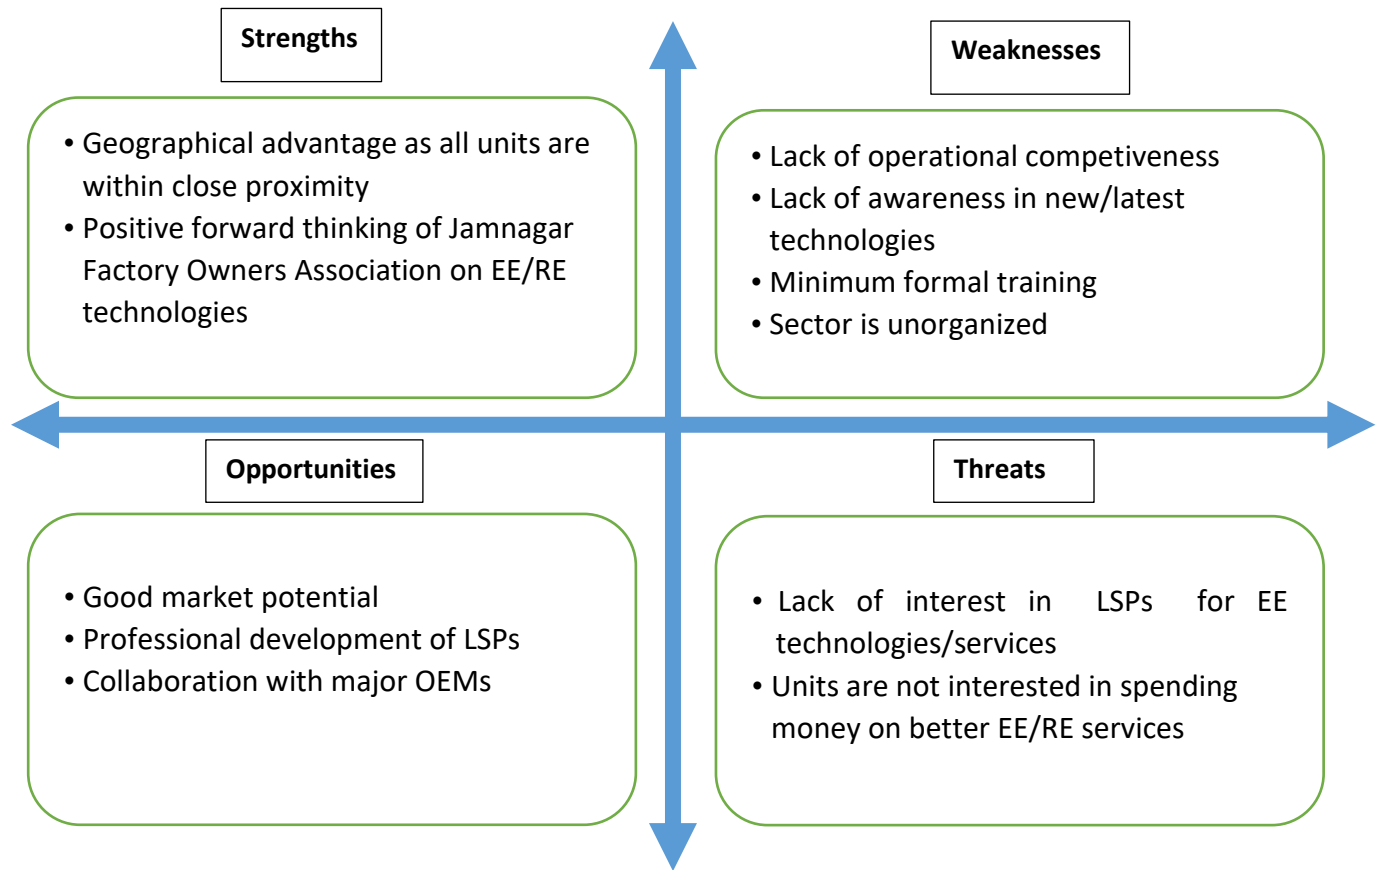 Strengths
• Geographical advantage as all units are
within close proximity
• Positive forward thinking of Jamnagar
Factory Owners Association on EE/RE
technologies
Weaknesses
• Lack of operational competiveness
• Lack of awareness in new/latest
technologies
• Minimum formal training
• Sector is unorganized
Opportunities
• Good market potential
• Professional development of LSPs
• Collaboration with major OEMs
Threats
• Lack of interest in LSPs for EE
technologies/services
• Units are not interested in spending
money on better EE/RE services